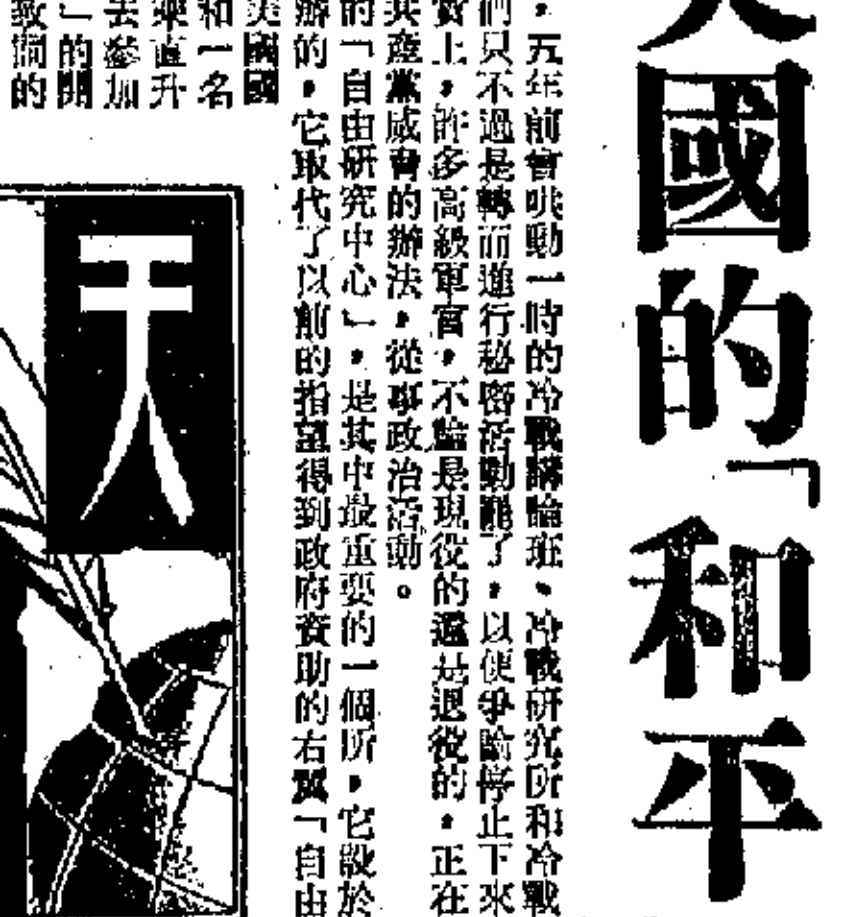 國的「和平
，五年前曾哄動一時的冷戰講論班、冷戰研究所和冷戰
們只不過是轉而進行秘密活動罷了，以便爭論停止下來
實上，許多高級軍官，不論是現役的還是退役的，正在
共產黨威脅的辦法，從事政治活動。
的「自由研究中心」，是其中最重要的一個所，它設於
辦的，它取代了以前的指望得到政府資助的右翼「自由
美國國
和一名
乘直升
去參加
」的開
的
天